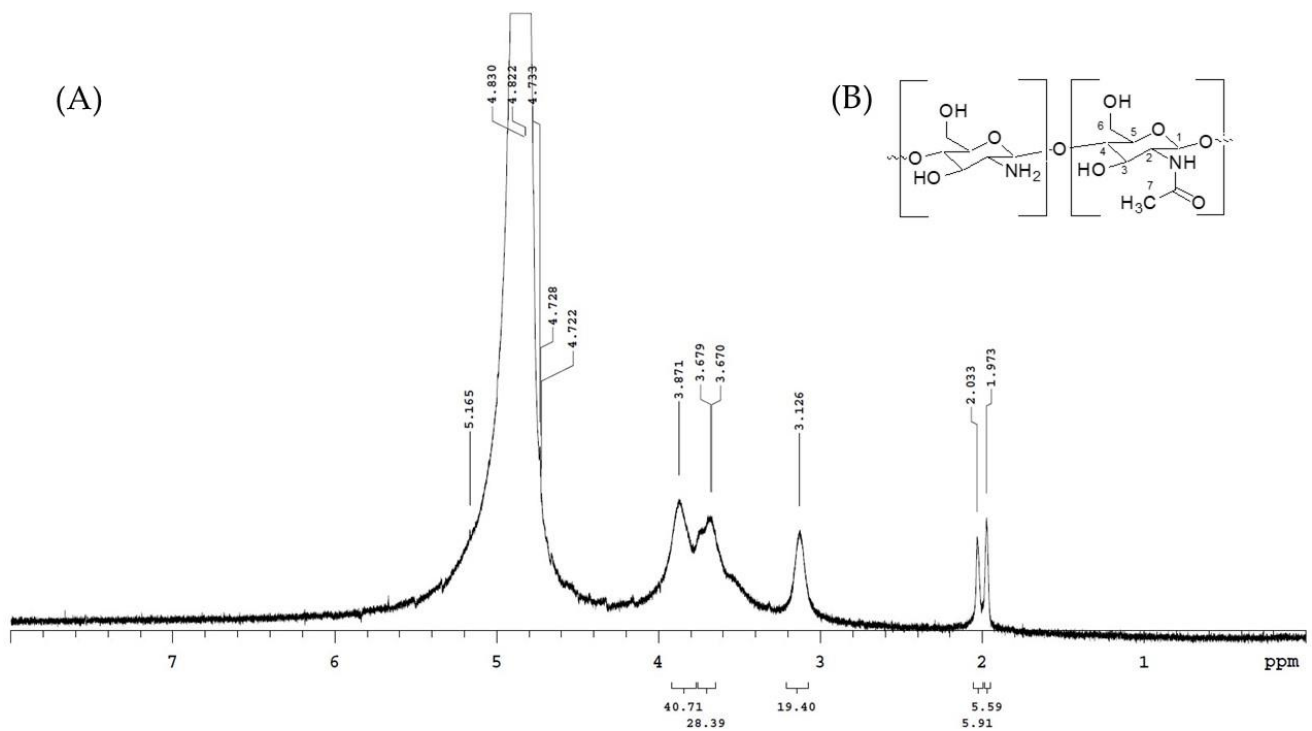 (A)
4.830
4.822
4.733
4.728
4.722
5.165
3.871
3.679
3.670
3.126
2.033
1.973
(B)
OH
6
5
O
1
O
4
2
HO
3
NH
7
H₃C
O
OH
O
O
HO
NH₂
O
7
6
5
4
3
2
1
ppm
40.71
28.39
19.40
5.59
5.91